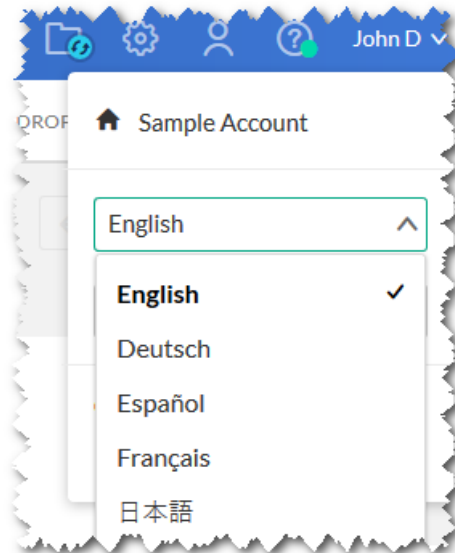 John D
DROP
Sample Account
English
English
Deutsch
Español
Français
日本語